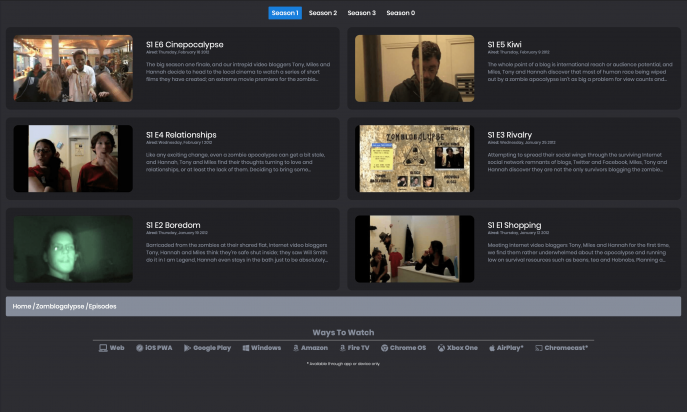 Season 1 Season 2 Season 3 Season 0
S1 E6 Cinepocalypse
Aired: Thursday, February 16 2012
The big season one finale, and our intrepid video bloggers Tony, Miles and
Hannah decide to head to the local cinema to watch a series of short
films they have created; an extreme movie premiere for the zombie...
S1 E5 Kiwi
Aired: Thursday, February 9 2012
The whole point of a blog is international reach or audience potential, and
Miles, Tony and Hannah discover that most of human race being wiped
out by a zombie apocalypse isn't as big a problem for view counts and...
S1 E4 Relationships
Aired: Wednesday, February 1 2012
Like any exciting change, even a zombie apocalypse can get a bit stale,
and Hannah, Tony and Miles find their thoughts turning to love and
relationships, or at least the lack of them. Deciding to bring some...
ZOMBLOGALYPSE
S1 E3 Rivalry
Aired: Wednesday, January 25 2012
Attempting to spread their social wings through the surviving Internet
social network remnants of blogs, Twitter and Facebook, Miles, Tony and
Hannah discover they are not the only survivors blogging the zombie...
S1 E2 Boredom
Aired: Thursday, January 19 2012
Barricaded from the zombies at their shared flat, Internet video bloggers
Tony, Hannah and Miles think they're safe shut inside; they saw Will Smith
do it in I am Legend. Hannah even stays in the bath just to be absolutely...
S1 E1 Shopping
Aired: Thursday, January 12 2012
Meeting internet video bloggers Tony, Miles and Hannah for the first time,
we find them rather underwhelmed about the apocalypse and running
low on survival resources such as beans, tea and Hobnobs. Planning a...
Home / Zomblogalypse / Episodes
Ways To Watch
Web iOS PWA Google Play Windows Amazon Fire TV Chrome OS Xbox One AirPlay* Chromecast*
* Available through app or device only